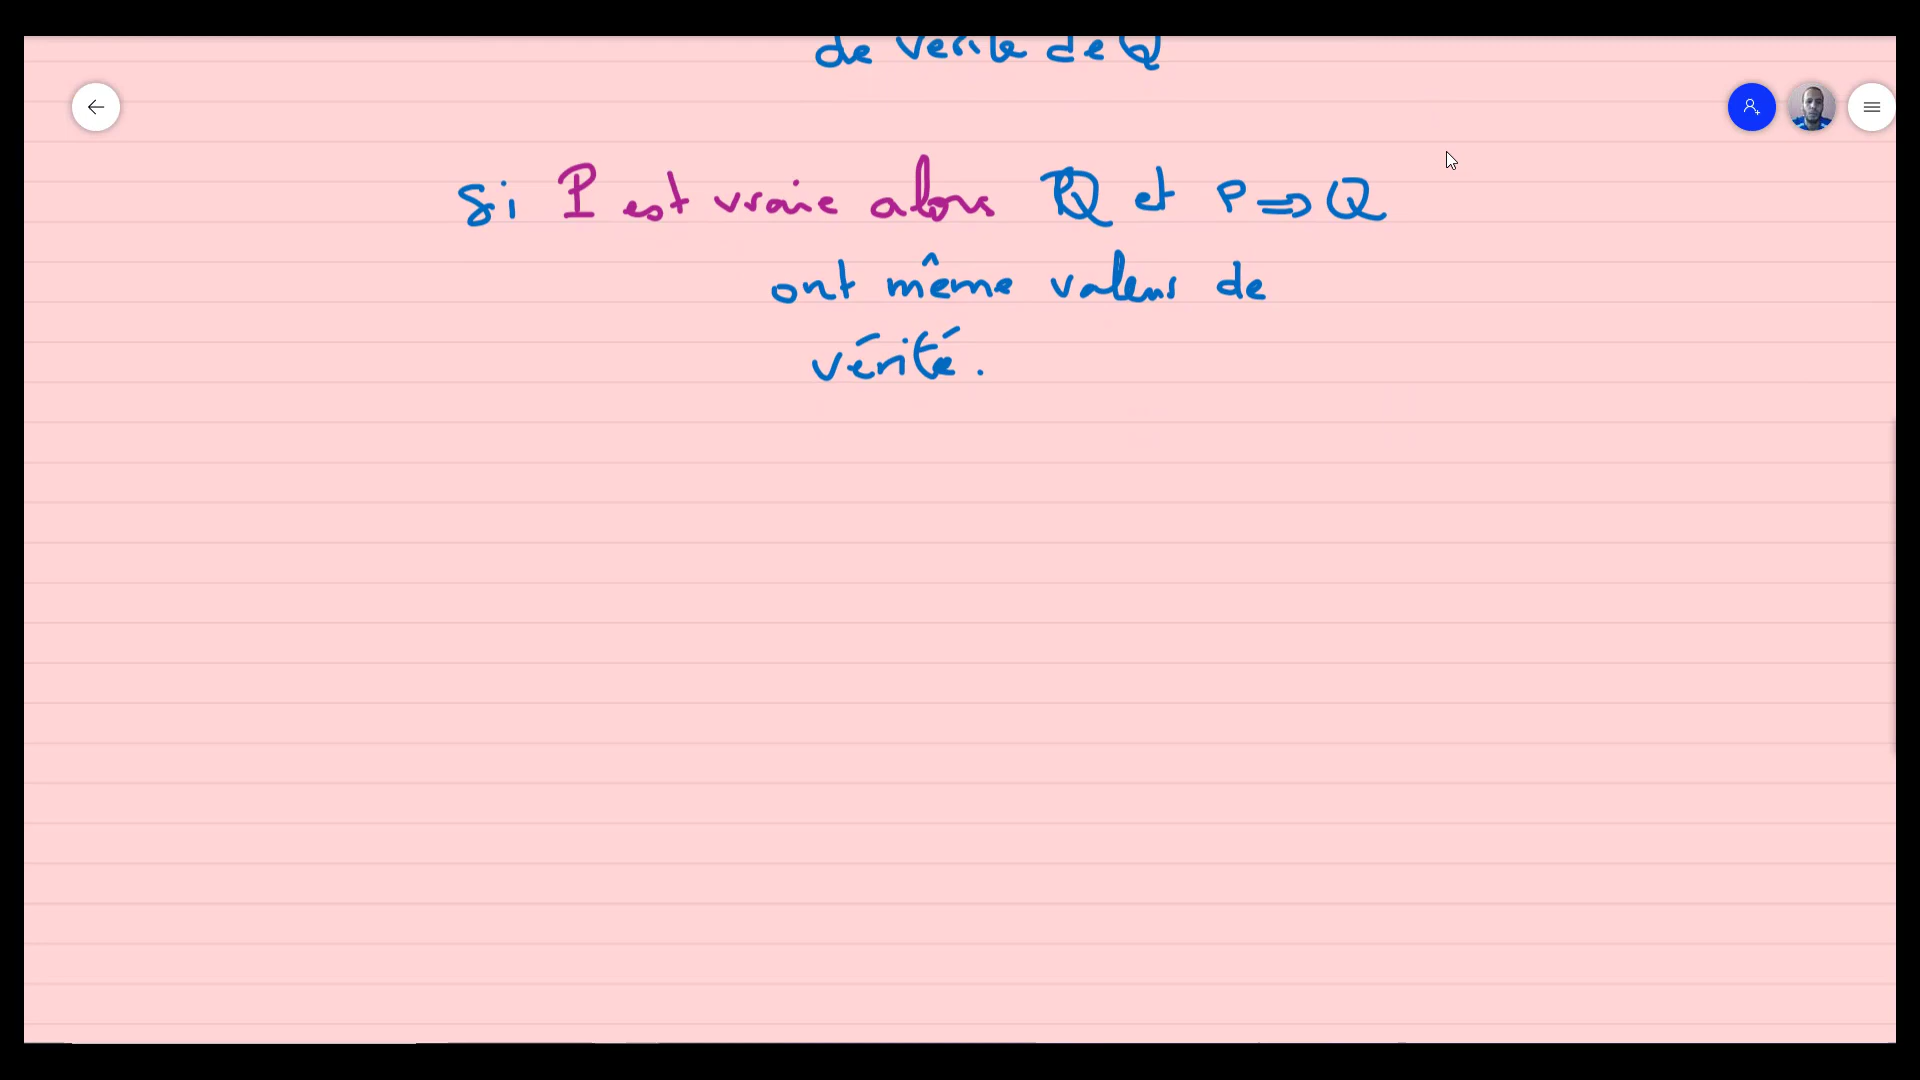 de vérité de Q
Si P est vraie alors Q et P ⇒ Q
ont même valeur de
vérité.